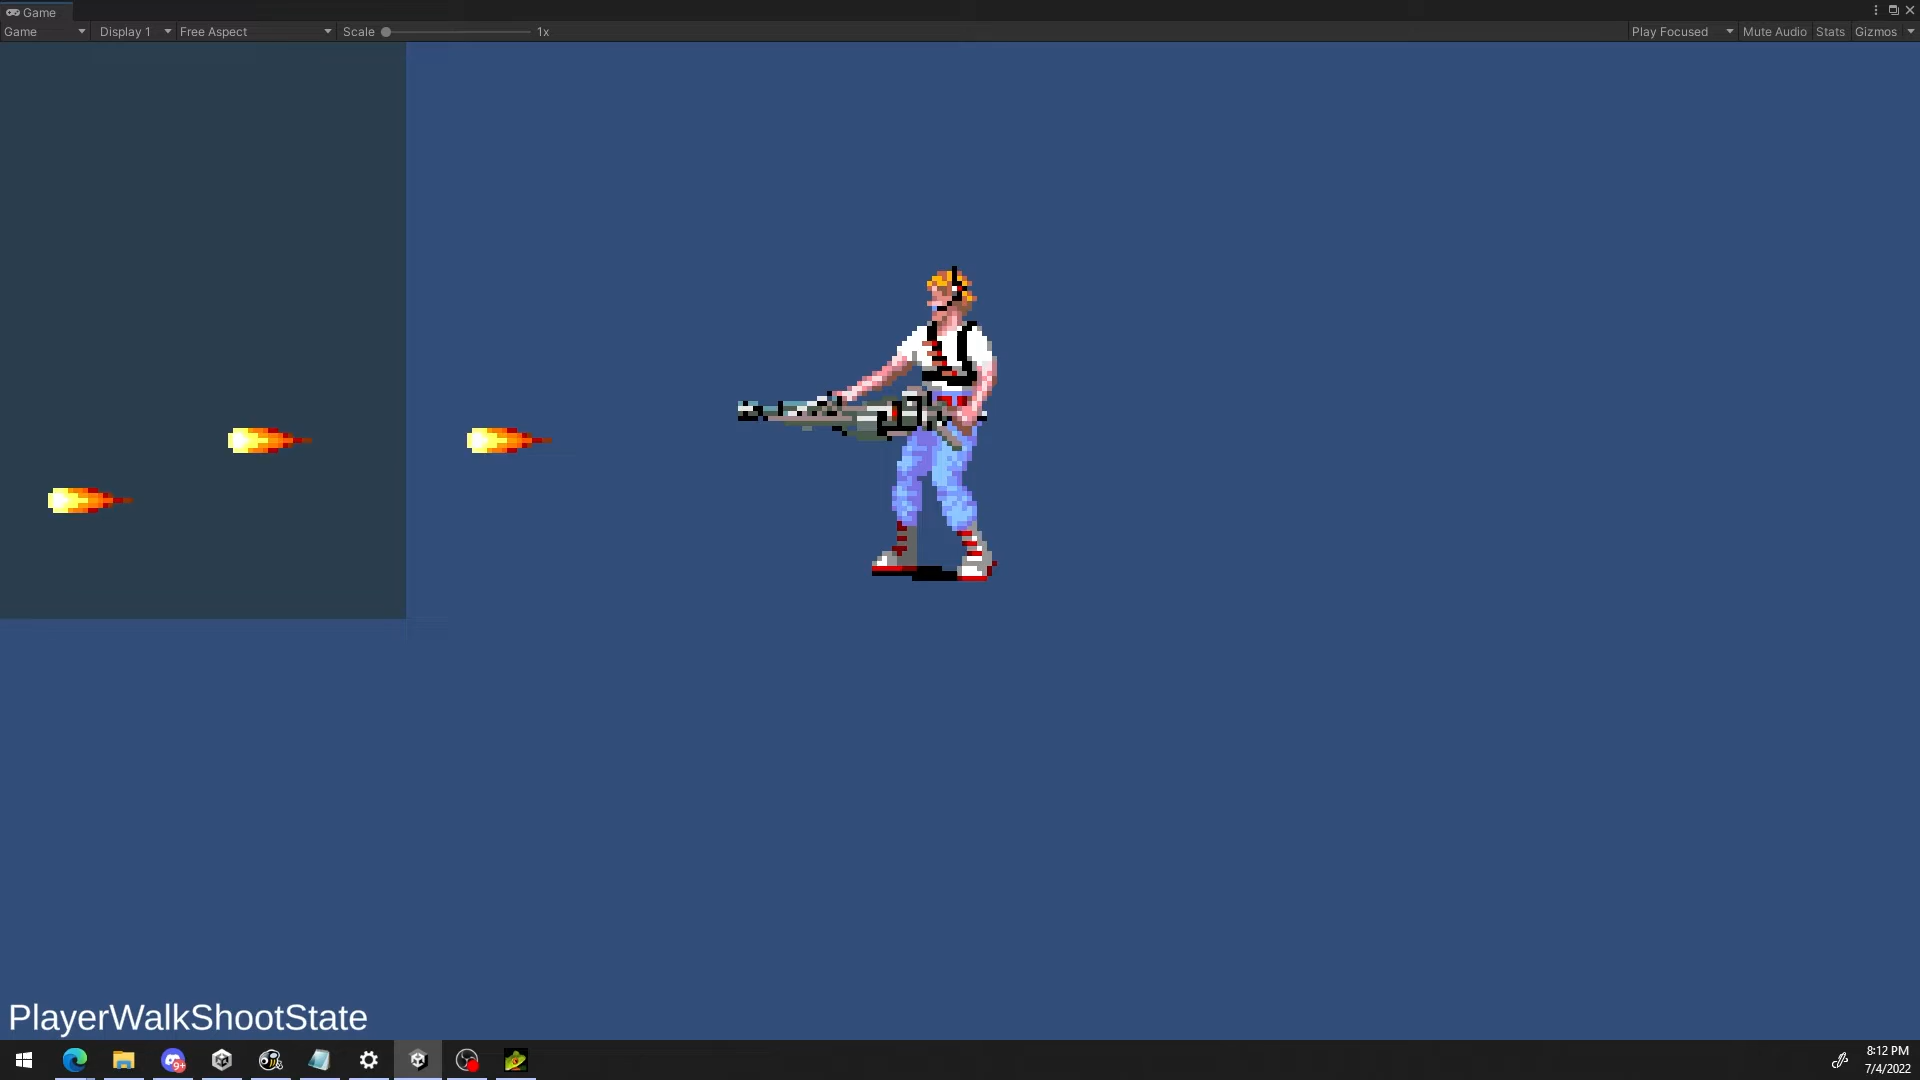 Game
Game Display 1 Free Aspect Scale 1x Play Focused Mute Audio Stats Gizmos
PlayerWalkShootState
9+
8:12 PM
7/4/2022